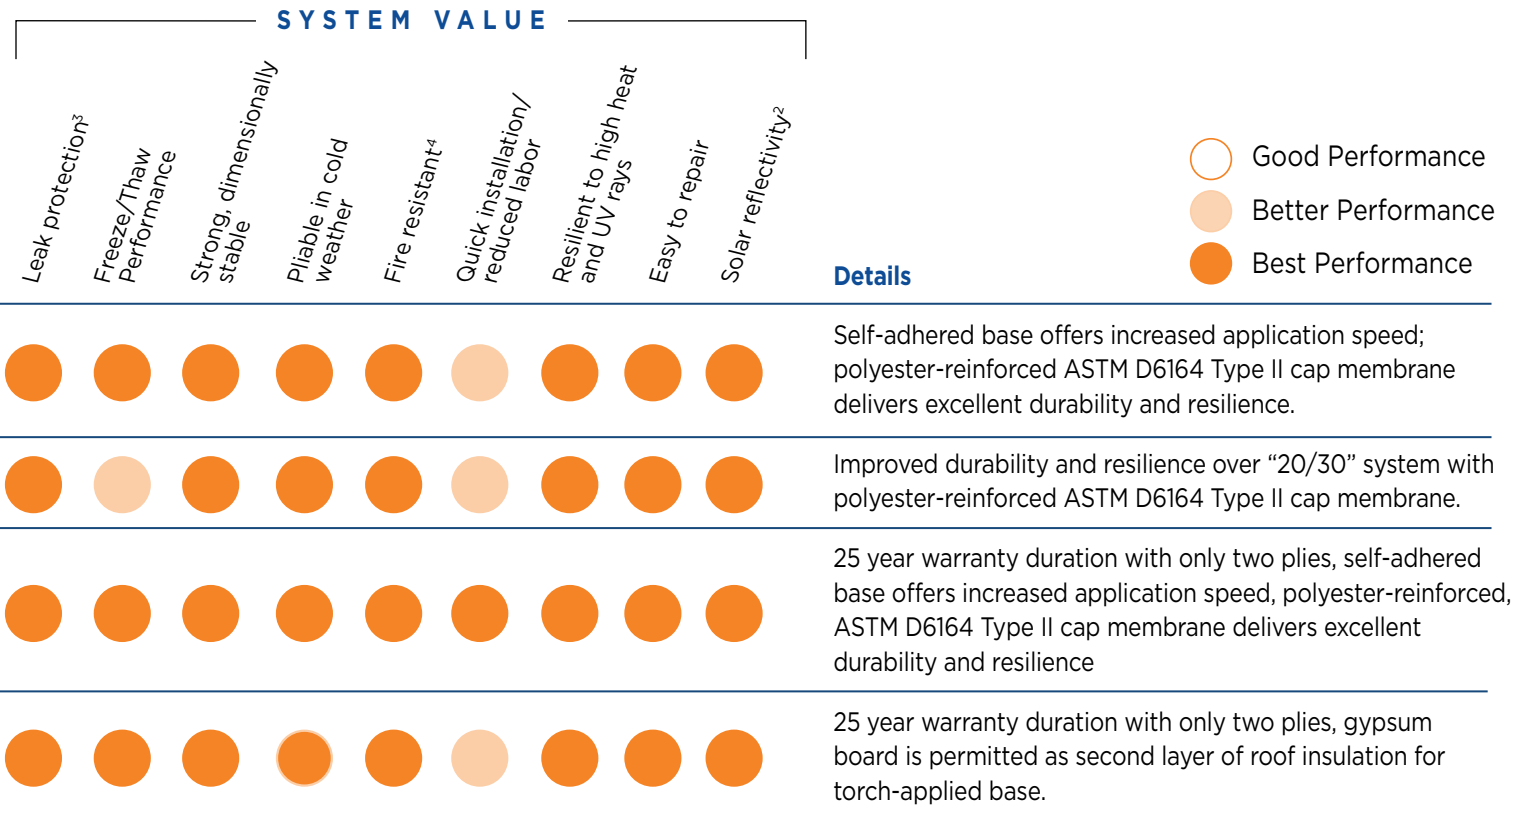 SYSTEM VALUE
Leak protection³
Freeze/Thaw
Performance
Strong, dimensionally
stable
Pliable in cold
weather
Fire resistant⁴
Quick installation/
reduced labor
Resilient to high heat
and UV rays
Easy to repair
Solar reflectivity²
Good Performance
Better Performance
Best Performance
Details
Self-adhered base offers increased application speed;
polyester-reinforced ASTM D6164 Type II cap membrane
delivers excellent durability and resilience.
Improved durability and resilience over “20/30” system with
polyester-reinforced ASTM D6164 Type II cap membrane.
25 year warranty duration with only two plies, self-adhered
base offers increased application speed, polyester-reinforced,
ASTM D6164 Type II cap membrane delivers excellent
durability and resilience
25 year warranty duration with only two plies, gypsum
board is permitted as second layer of roof insulation for
torch-applied base.